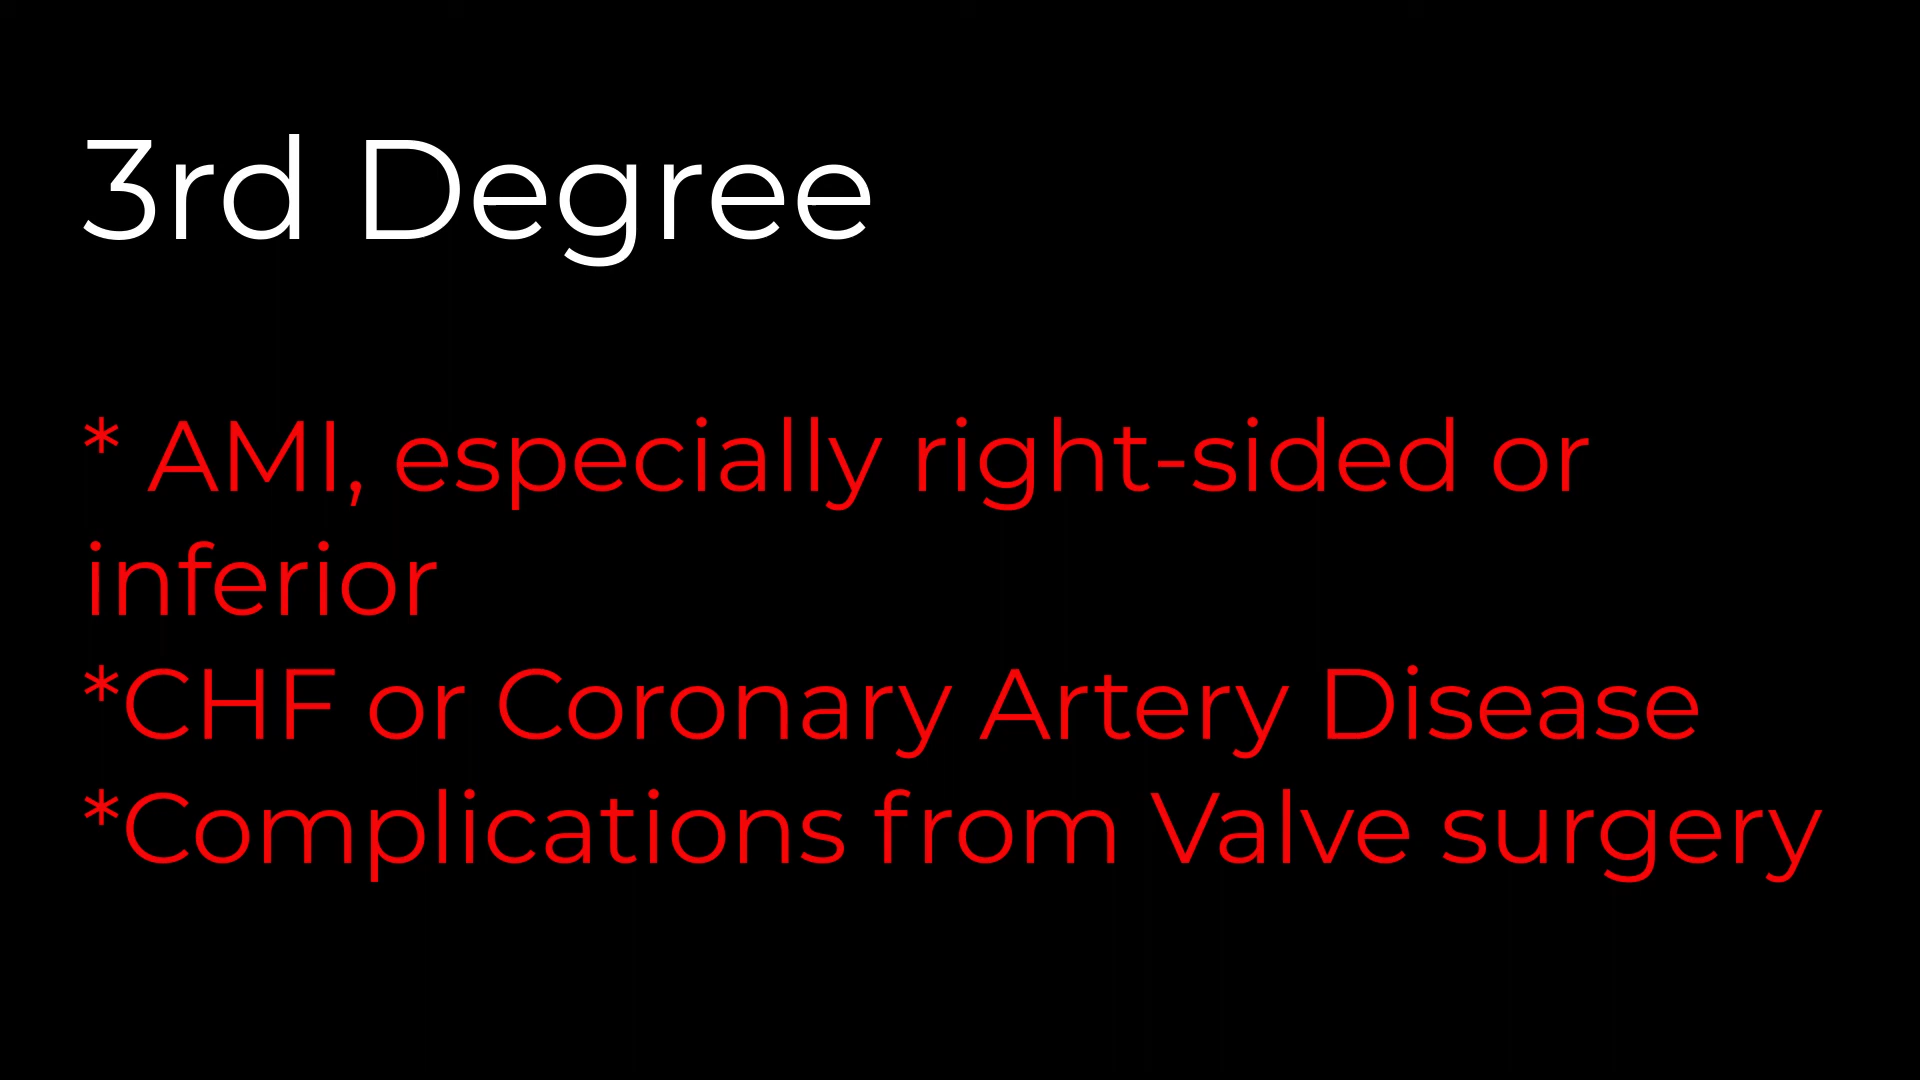 3rd Degree
* AMI, especially right-sided or
inferior
*CHF or Coronary Artery Disease
*Complications from Valve surgery